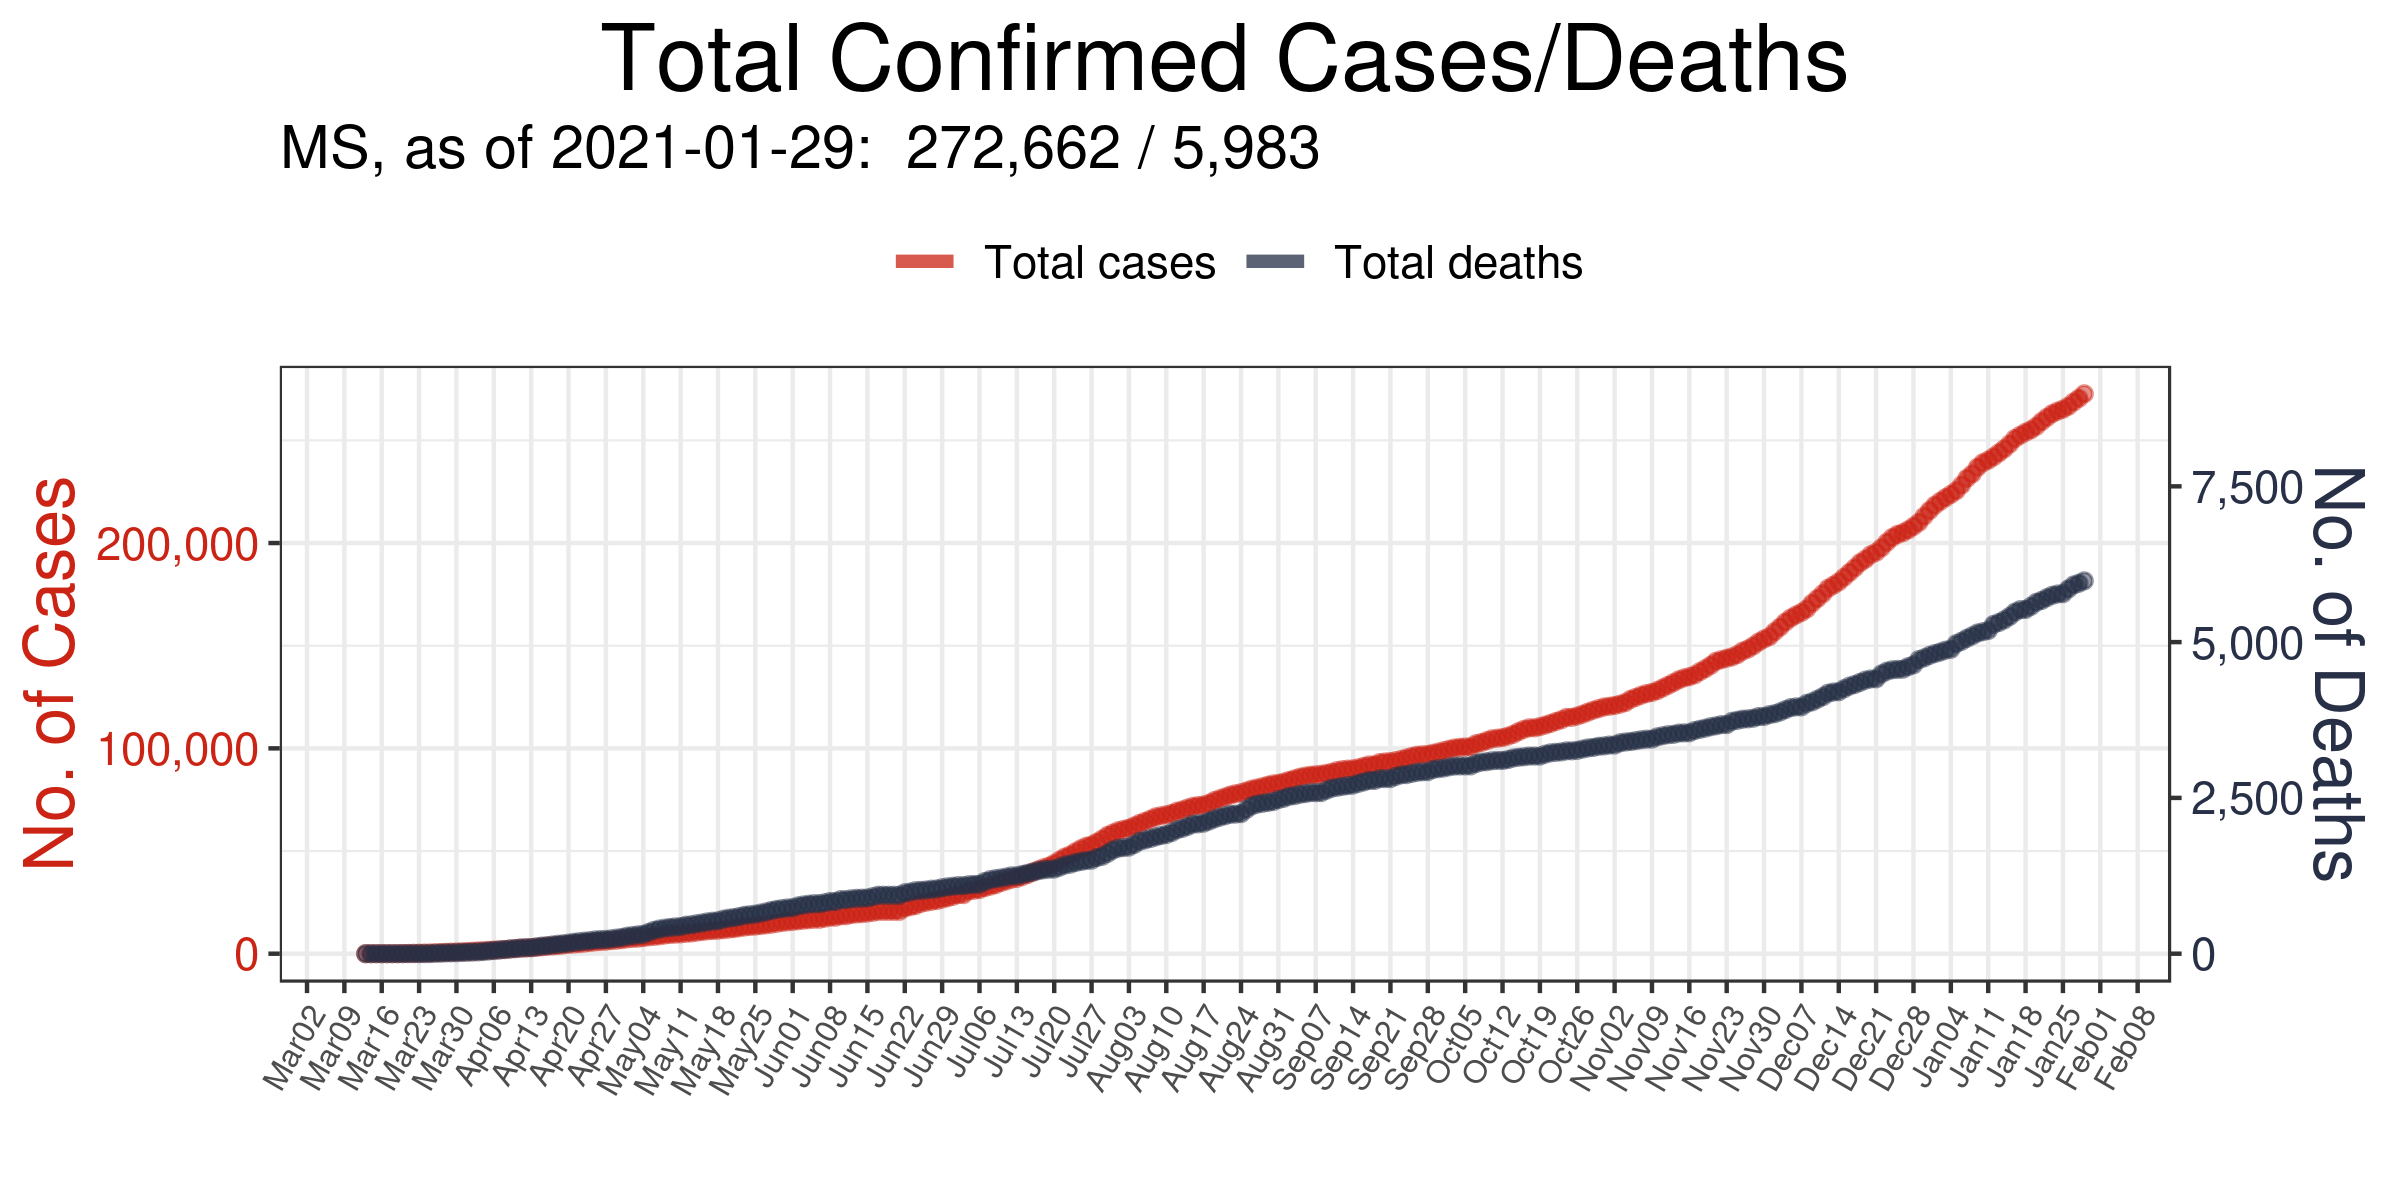 Total Confirmed Cases/Deaths
MS, as of 2021-01-29:  272,662 / 5,983
Total cases
Total deaths
No. of Cases
200,000
100,000
0
7,500
5,000
2,500
0
No. of Deaths
Mar02
Mar09
Mar16
Mar23
Mar30
Apr06
Apr13
Apr20
Apr27
May04
May11
May18
May25
Jun01
Jun08
Jun15
Jun22
Jun29
Jul06
Jul13
Jul20
Jul27
Aug03
Aug10
Aug17
Aug24
Aug31
Sep07
Sep14
Sep21
Sep28
Oct05
Oct12
Oct19
Oct26
Nov02
Nov09
Nov16
Nov23
Nov30
Dec07
Dec14
Dec21
Dec28
Jan04
Jan11
Jan18
Jan25
Feb01
Feb08